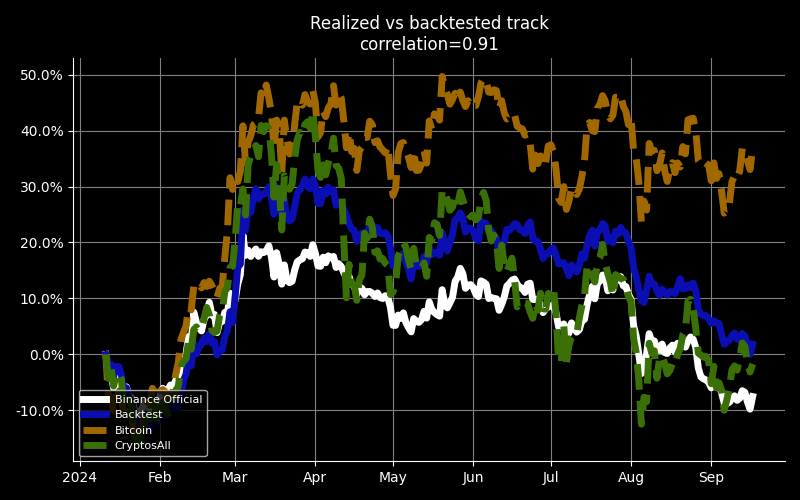 Realized vs backtested track
correlation=0.91
50.0%
40.0%
30.0%
20.0%
10.0%
0.0%
-10.0%
Binance Official
Backtest
Bitcoin
CryptosAll
2024 Feb Mar Apr May Jun Jul Aug Sep